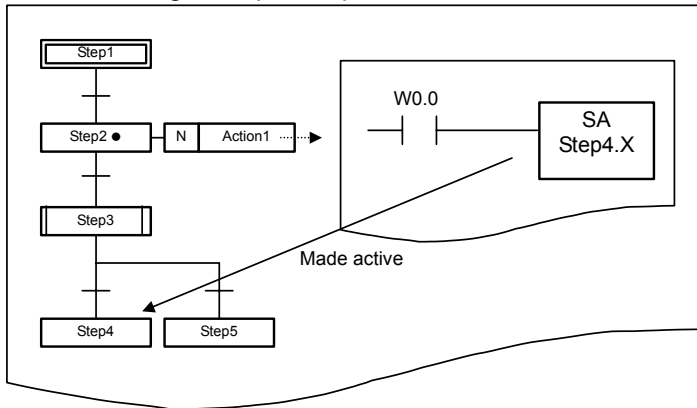 Step1
Step2
N
Action1
Step3
Step4
Step5
W0.0
SA
Step4.X
Made active